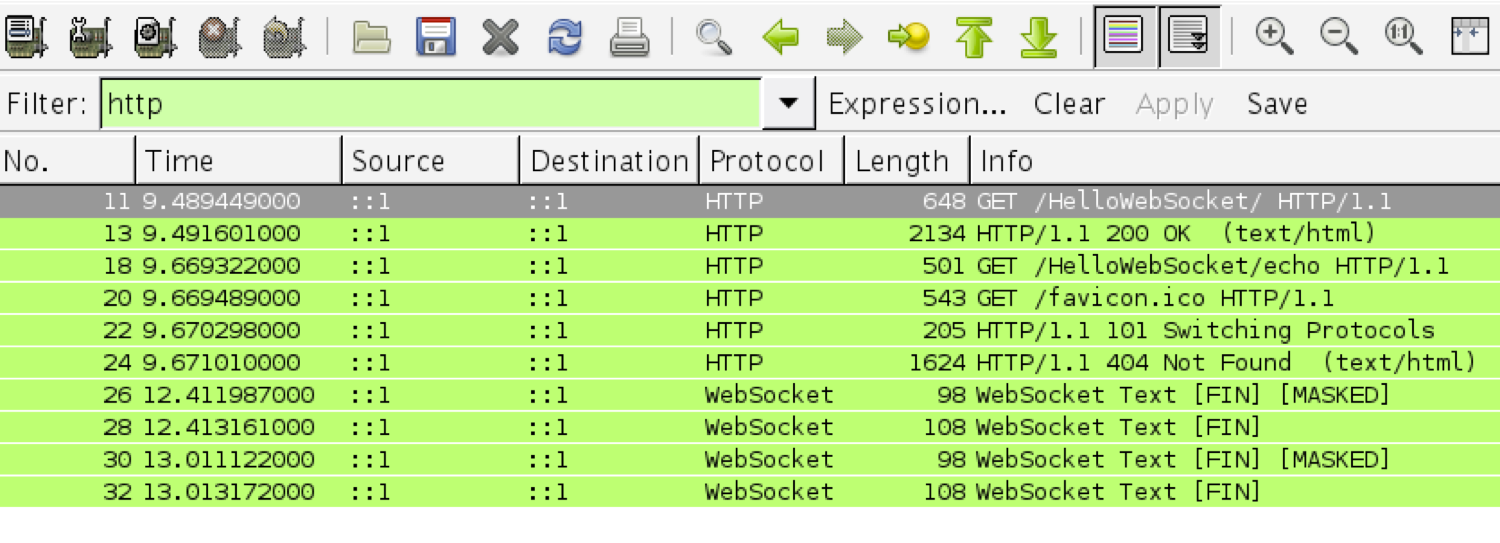 1:1
Filter: http Expression... Clear Apply Save
No. Time Source Destination Protocol Length Info
11 9.489449000 ::1 ::1 HTTP 648 GET /HelloWebSocket/ HTTP/1.1
13 9.491601000 ::1 ::1 HTTP 2134 HTTP/1.1 200 OK (text/html)
18 9.669322000 ::1 ::1 HTTP 501 GET /HelloWebSocket/echo HTTP/1.1
20 9.669489000 ::1 ::1 HTTP 543 GET /favicon.ico HTTP/1.1
22 9.670298000 ::1 ::1 HTTP 205 HTTP/1.1 101 Switching Protocols
24 9.671010000 ::1 ::1 HTTP 1624 HTTP/1.1 404 Not Found (text/html)
26 12.411987000 ::1 ::1 WebSocket 98 WebSocket Text [FIN] [MASKED]
28 12.413161000 ::1 ::1 WebSocket 108 WebSocket Text [FIN]
30 13.011122000 ::1 ::1 WebSocket 98 WebSocket Text [FIN] [MASKED]
32 13.013172000 ::1 ::1 WebSocket 108 WebSocket Text [FIN]